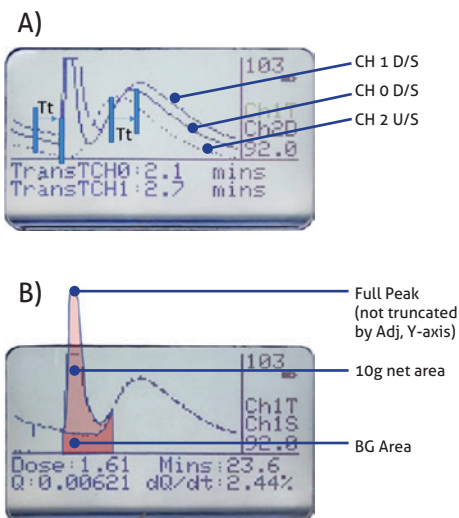 A)
103
CH 1 D/S
CH 0 D/S
CH 2 U/S
Tt
Tt
Ch1T
Ch2D
92.0
TransTCH0:2.1 mins
TransTCH1:2.7 mins
B)
Full Peak
(not truncated
by Adj, Y-axis)
103
10g net area
Ch1T
Ch1S
92.0
BG Area
Dose:1.61 Mins:23.6
Q:0.00621 dQ/dt:2.44%